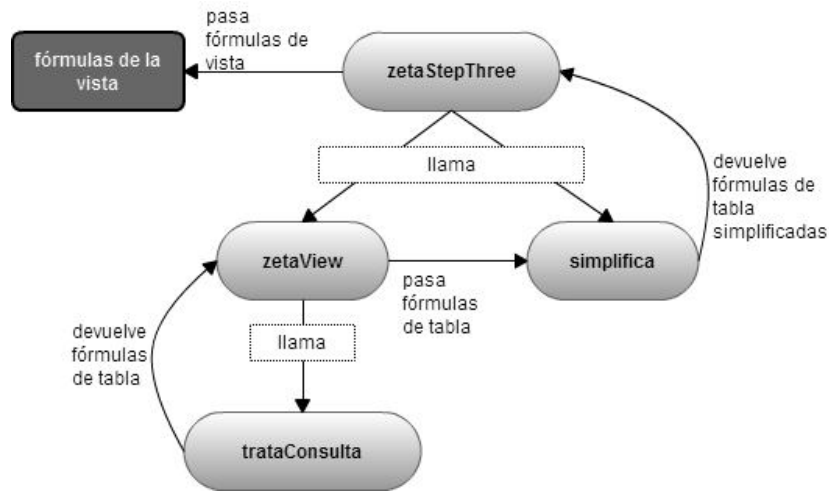 pasa
fórmulas de
vista
fórmulas de la
vista
zetaStepThree
llama
devuelve
fórmulas de
tabla
simplificadas
zetaView
simplifica
pasa
fórmulas
de tabla
llama
devuelve
fórmulas
de tabla
trataConsulta